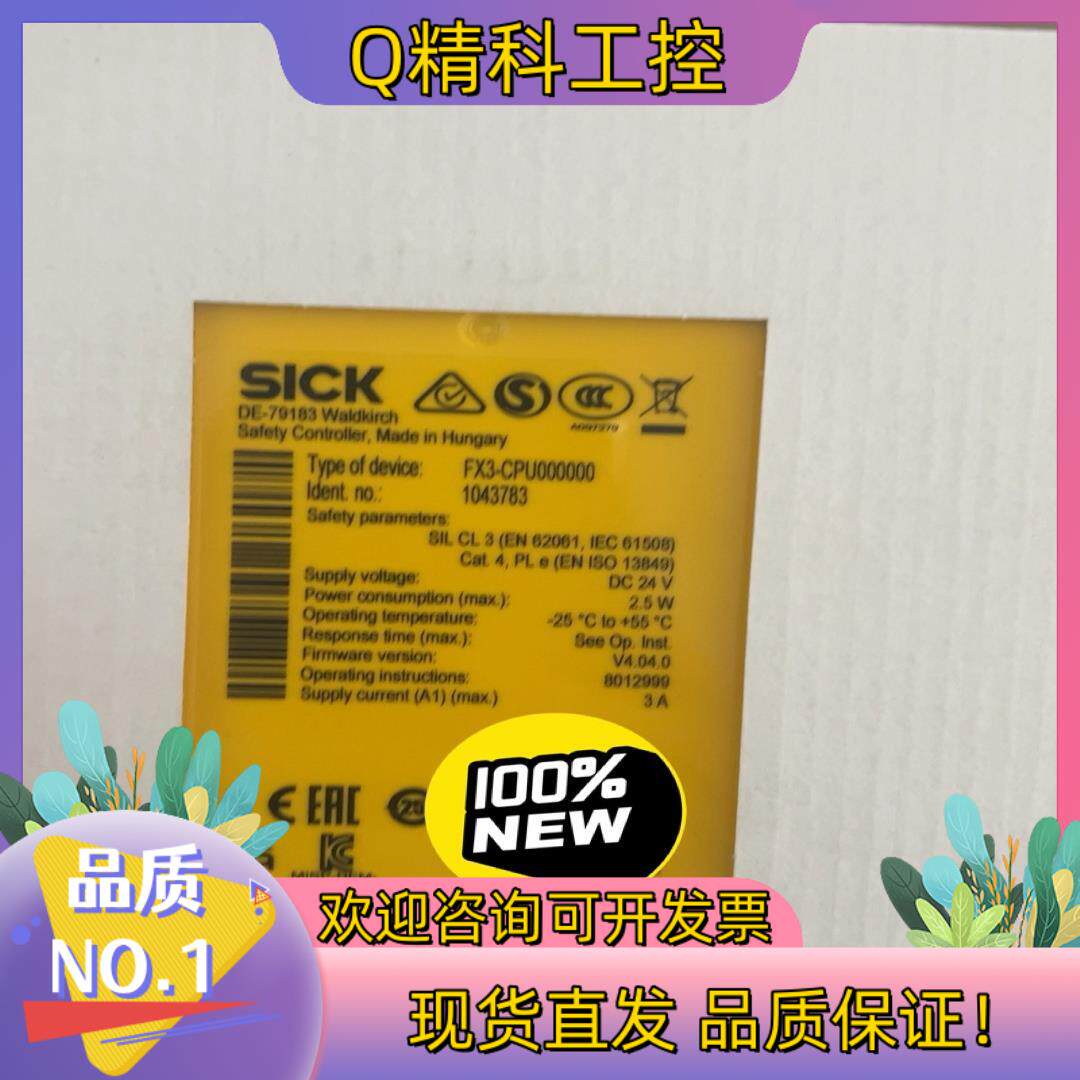 Q精科工控
SICK
DE-79183 Waldkirch
Safety Controller, Made in Hungary
Type of device: FX3-CPU000000
Ident. no.: 1043783
Safety parameters:
SIL CL 3 (EN 62061, IEC 61508)
Cat. 4, PL e (EN ISO 13849)
Supply voltage: DC 24 V
Power consumption (max.): 2.5 W
Operating temperature: -25 °C to +55 °C
Response time (max.): See Op. Inst.
Firmware version: V4.04.0
Operating instructions: 8012999
Supply current (A1) (max.) 3 A
EAC
100%
NEW
品质
NO.1
欢迎咨询可开发票
现货直发 品质保证!